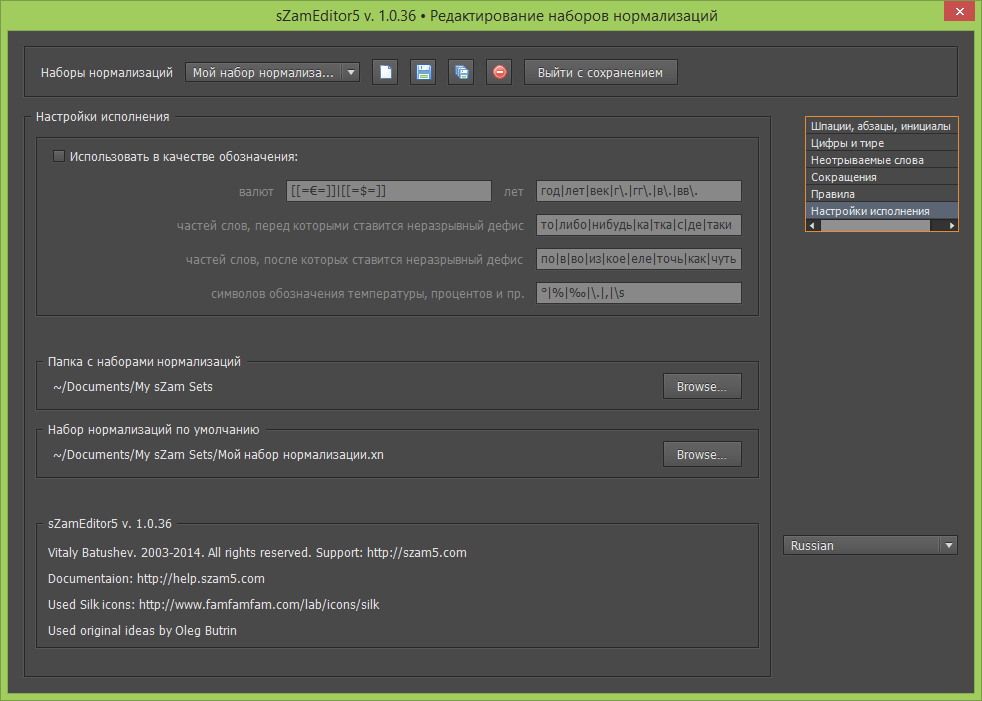 sZamEditor5 v. 1.0.36 • Редактирование наборов нормализаций
Наборы нормализаций Мой набор нормализа... Выйти с сохранением
Настройки исполнения
Использовать в качестве обозначения:
валют [[=€=]]|[[=$=]] лет год|лет|век|г\.|гг\.|в\.|вв\.
частей слов, перед которыми ставится неразрывный дефис то|либо|нибудь|ка|тка|с|де|таки
частей слов, после которых ставится неразрывный дефис по|в|во|из|кое|еле|точь|как|чуть
символов обозначения температуры, процентов и пр. °|%|‰|\.|,|\s
Папка с наборами нормализаций
~/Documents/My sZam Sets Browse...
Набор нормализаций по умолчанию
~/Documents/My sZam Sets/Мой набор нормализации.xn Browse...
sZamEditor5 v. 1.0.36
Vitaly Batushev. 2003-2014. All rights reserved. Support: http://szam5.com
Documentaion: http://help.szam5.com
Used Silk icons: http://www.famfamfam.com/lab/icons/silk
Used original ideas by Oleg Butrin
Шпации, абзацы, инициалы
Цифры и тире
Неотрываемые слова
Сокращения
Правила
Настройки исполнения
Russian